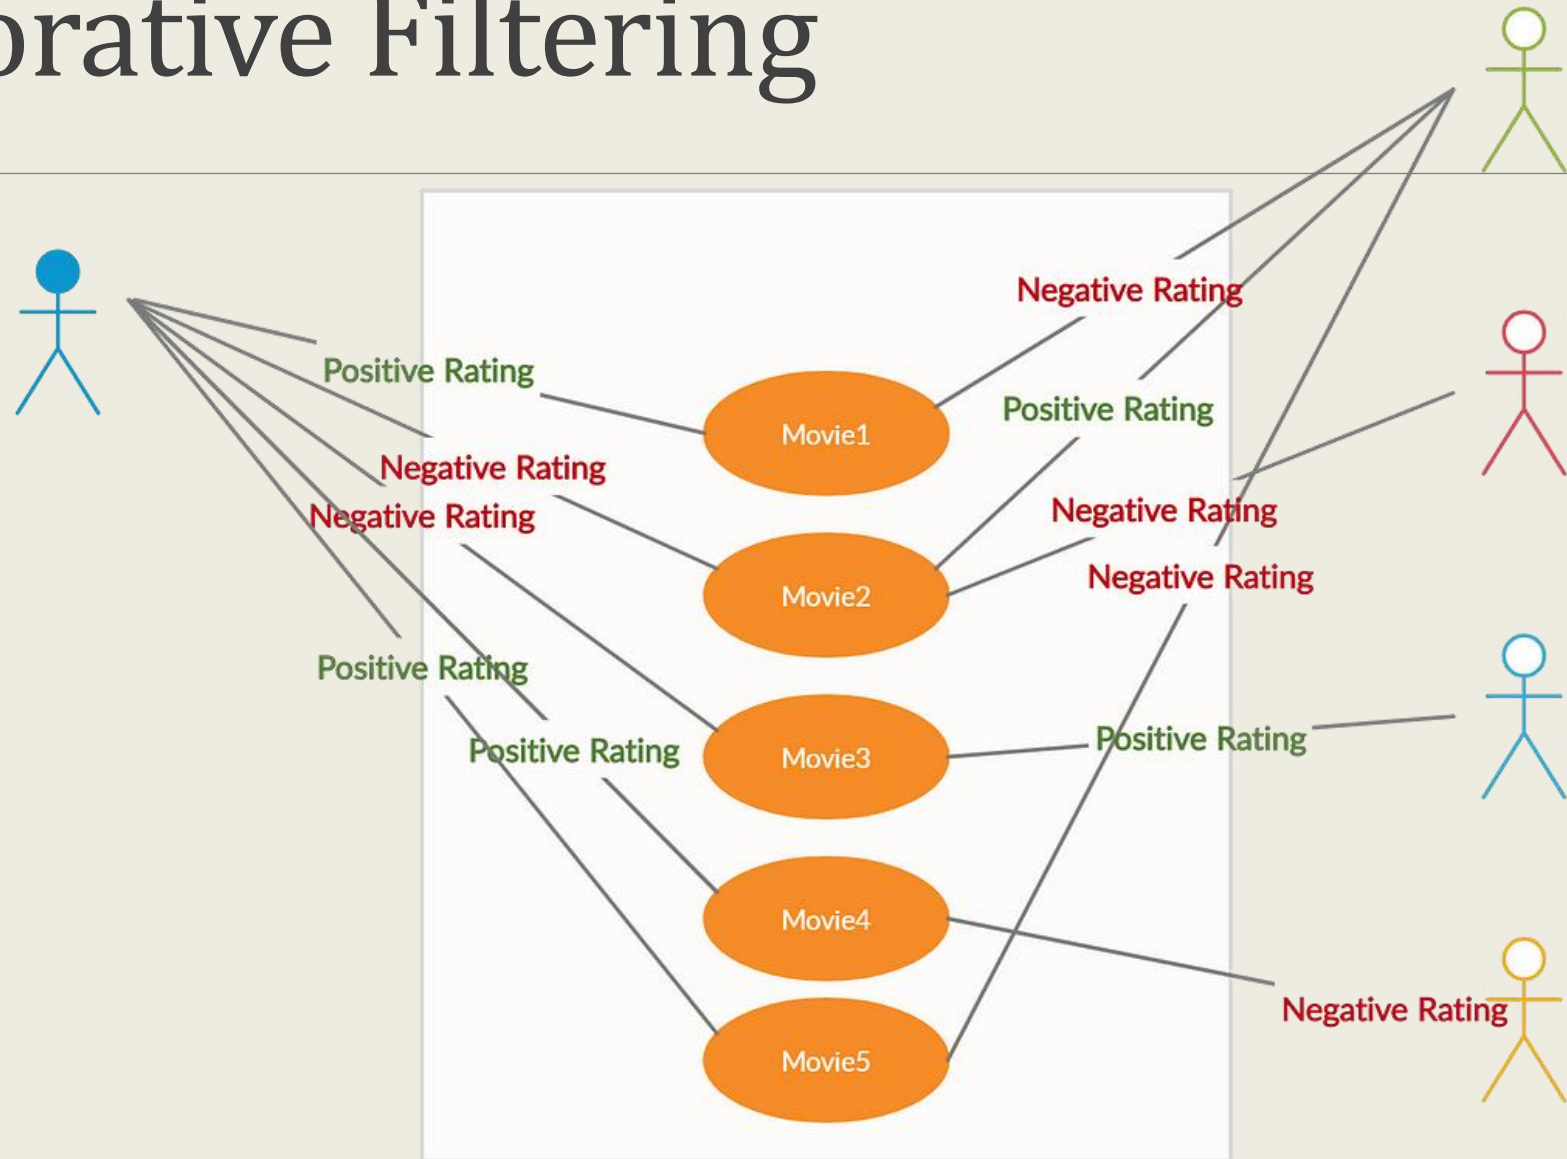 orative Filtering
Negative Rating
Positive Rating
Positive Rating
Movie1
Negative Rating
Negative Rating
Negative Rating
Negative Rating
Movie2
Positive Rating
Positive Rating
Movie3
Positive Rating
Movie4
Negative Rating
Movie5